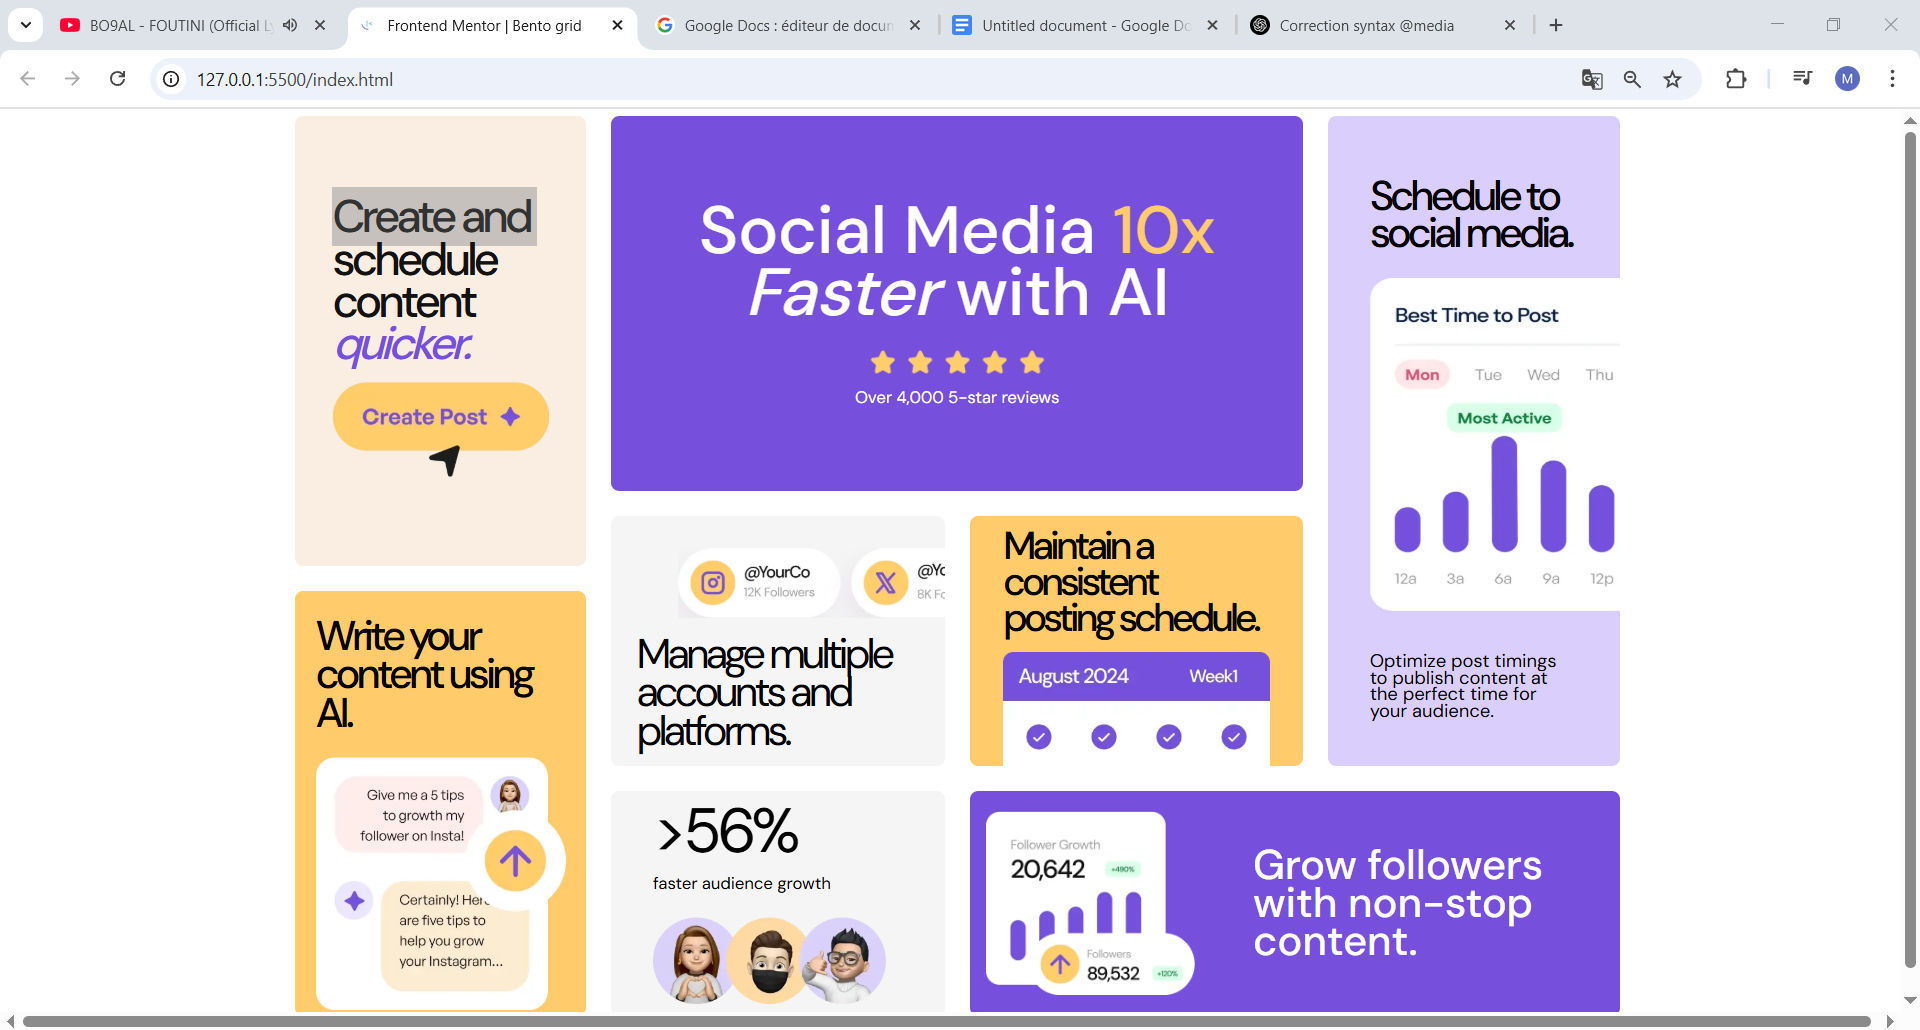 BO9AL - FOUTINI (Official Ly
Frontend Mentor | Bento grid
Google Docs : éditeur de docum
Untitled document - Google Do
Correction syntax @media
127.0.0.1:5500/index.html
M
Create and
schedule
content
quicker.
Create Post
Social Media 10x
Faster with AI
Over 4,000 5-star reviews
Schedule to
social media.
Best Time to Post
Mon Tue Wed Thu
Most Active
12a 3a 6a 9a 12p
Optimize post timings
to publish content at
the perfect time for
your audience.
@YourCo
12K Followers
@Yo
8K Fo
Manage multiple
accounts and
platforms.
Maintain a
consistent
posting schedule.
August 2024 Week1
Write your
content using
AI.
Give me a 5 tips
to growth my
follower on Insta!
Certainly! Here
are five tips to
help you grow
your Instagram...
>56%
faster audience growth
Follower Growth
20,642 +480%
Followers
89,532 +120%
Grow followers
with non-stop
content.